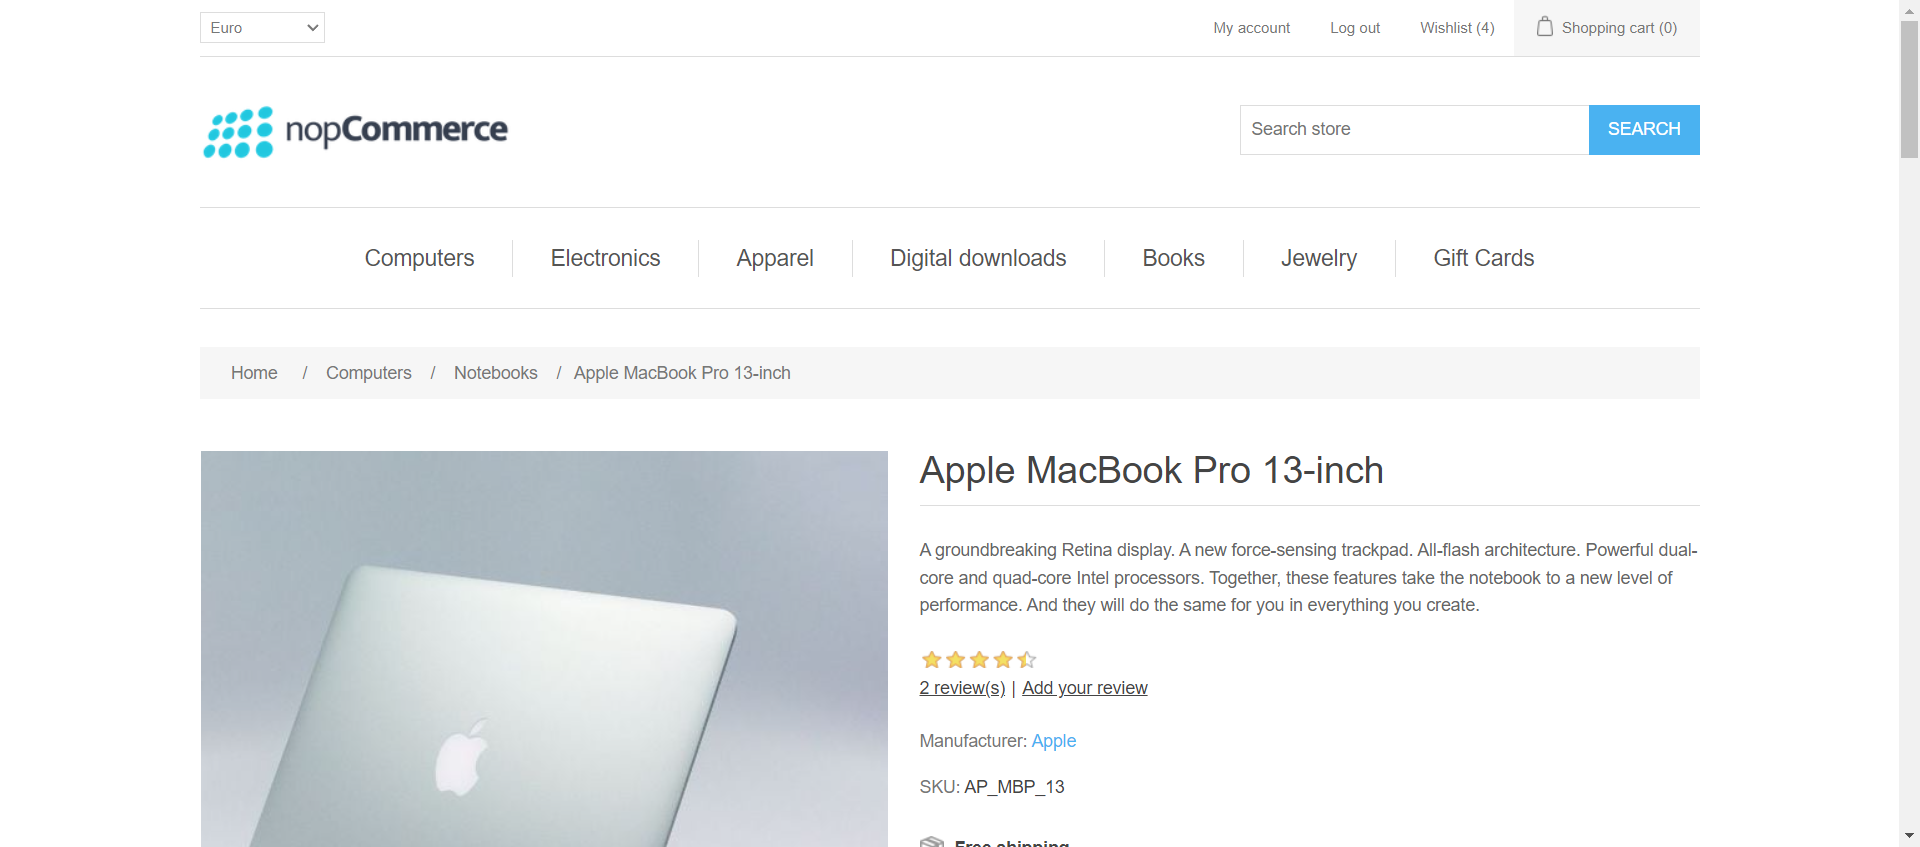 Euro
My account
Log out
Wishlist (4)
Shopping cart (0)
nopCommerce
Search store
SEARCH
Computers
Electronics
Apparel
Digital downloads
Books
Jewelry
Gift Cards
Home / Computers / Notebooks / Apple MacBook Pro 13-inch
Apple MacBook Pro 13-inch
A groundbreaking Retina display. A new force-sensing trackpad. All-flash architecture. Powerful dual-
core and quad-core Intel processors. Together, these features take the notebook to a new level of
performance. And they will do the same for you in everything you create.
2 review(s) | Add your review
Manufacturer: Apple
SKU: AP_MBP_13
Free shipping